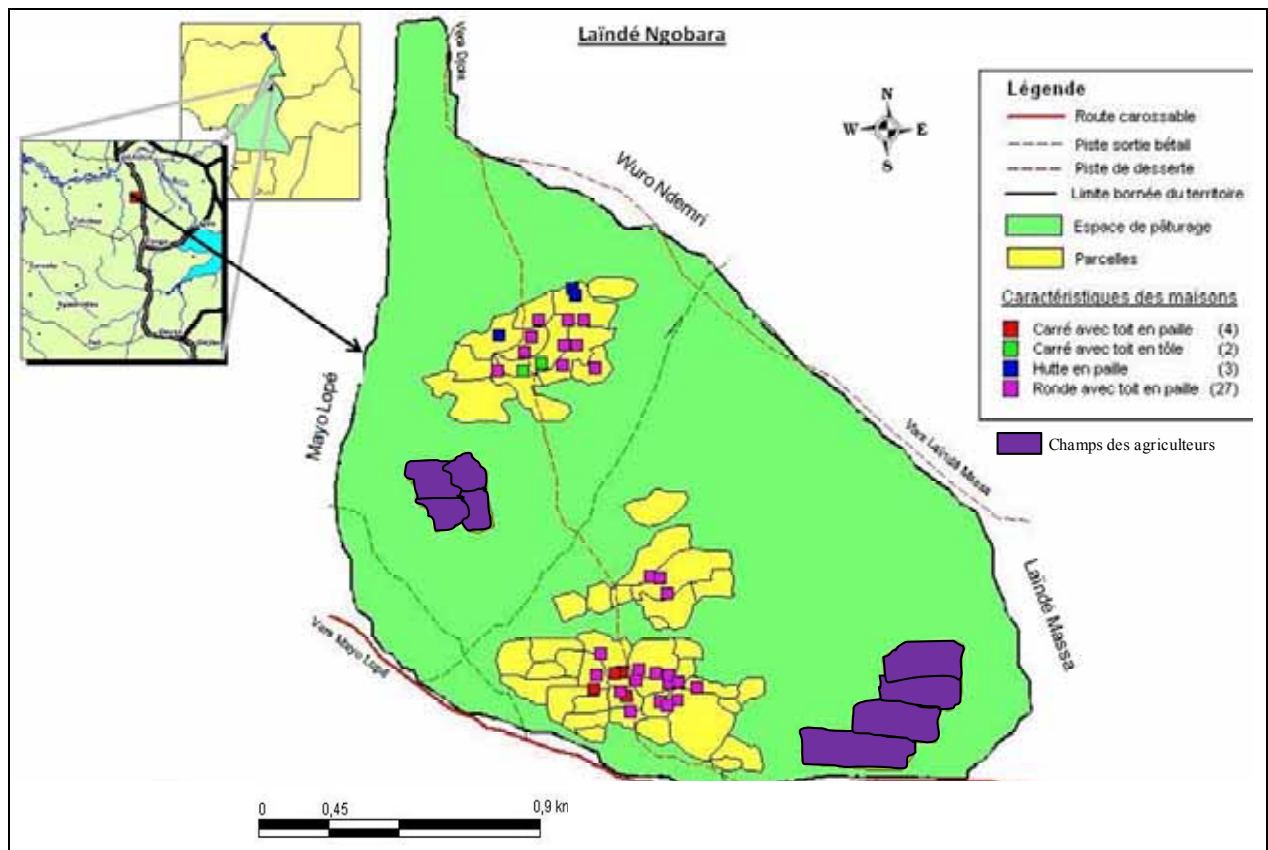 Laïndé Ngobara
N
W E
S
Légende
Route carossable
Piste sortie bétail
Piste de desserte
Limite bornée du territoire
Espace de pâturage
Parcelles
Caractéristiques des maisons
Carré avec toit en paille (4)
Carré avec toit en tôle (2)
Hutte en paille (3)
Ronde avec toit en paille (27)
Champs des agriculteurs
Wuro Ndemri
Mayo Lopé
Vers Laïndé Massa
Laïndé Massa
Vers Mayo Lopé
0 0,45 0,9 km